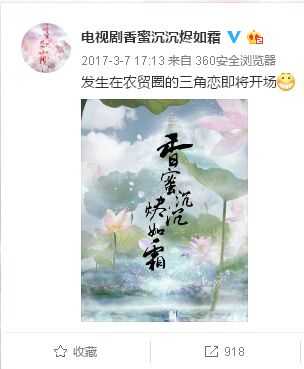 电视剧香蜜沉沉烬如霜
2017-3-7 17:13 来自 360安全浏览器
发生在农贸圈的三角恋即将开场
香蜜沉沉
烬如霜
收藏
918